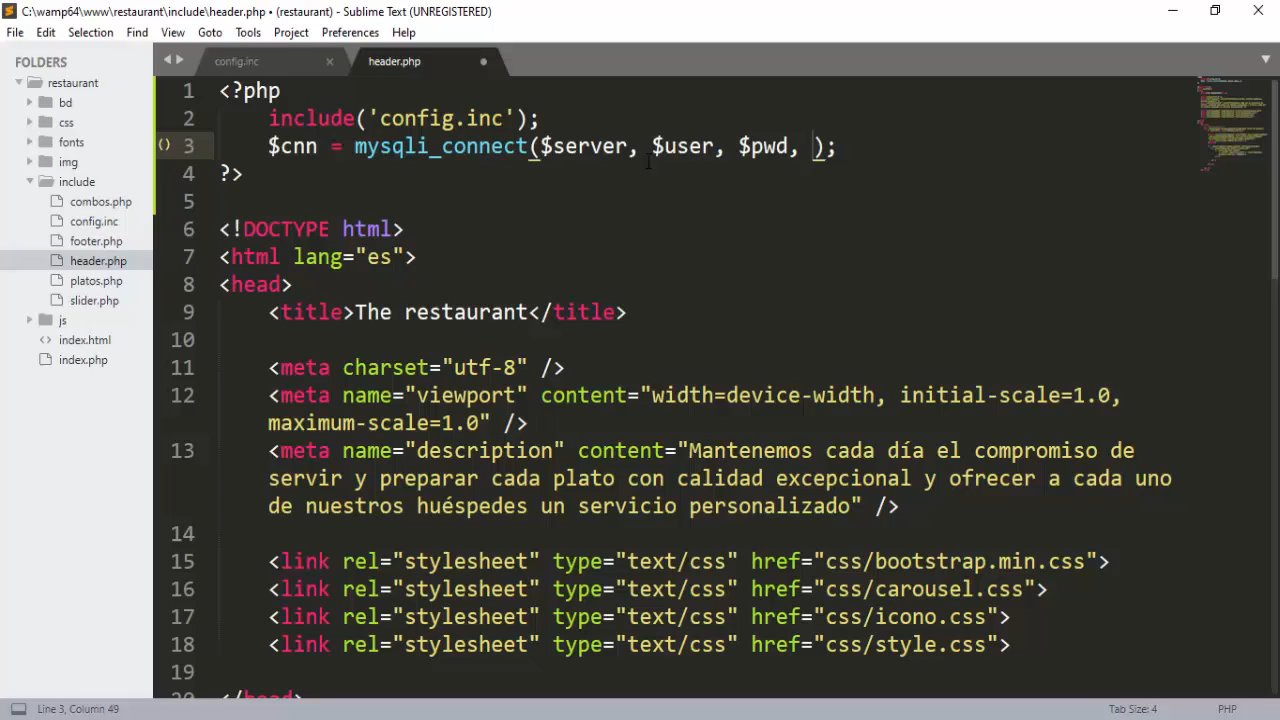 C:\wamp64\www\restaurant\include\header.php • (restaurant) - Sublime Text (UNREGISTERED)
File Edit Selection Find View Goto Tools Project Preferences Help
FOLDERS
restaurant
bd
css
fonts
img
include
combos.php
config.inc
footer.php
header.php
platos.php
slider.php
js
index.html
index.php
config.inc × header.php
1 <?php
2 include('config.inc');
3 $cnn = mysqli_connect($server, $user, $pwd, );
4 ?>
5
6 <!DOCTYPE html>
7 <html lang="es">
8 <head>
9 <title>The restaurant</title>
10
11 <meta charset="utf-8" />
12 <meta name="viewport" content="width=device-width, initial-scale=1.0,
maximum-scale=1.0" />
13 <meta name="description" content="Mantenemos cada día el compromiso de
servir y preparar cada plato con calidad excepcional y ofrecer a cada uno
de nuestros huéspedes un servicio personalizado" />
14
15 <link rel="stylesheet" type="text/css" href="css/bootstrap.min.css">
16 <link rel="stylesheet" type="text/css" href="css/carousel.css">
17 <link rel="stylesheet" type="text/css" href="css/icono.css">
18 <link rel="stylesheet" type="text/css" href="css/style.css">
19
20 </head>
Line 3, Column 49 Tab Size: 4 PHP